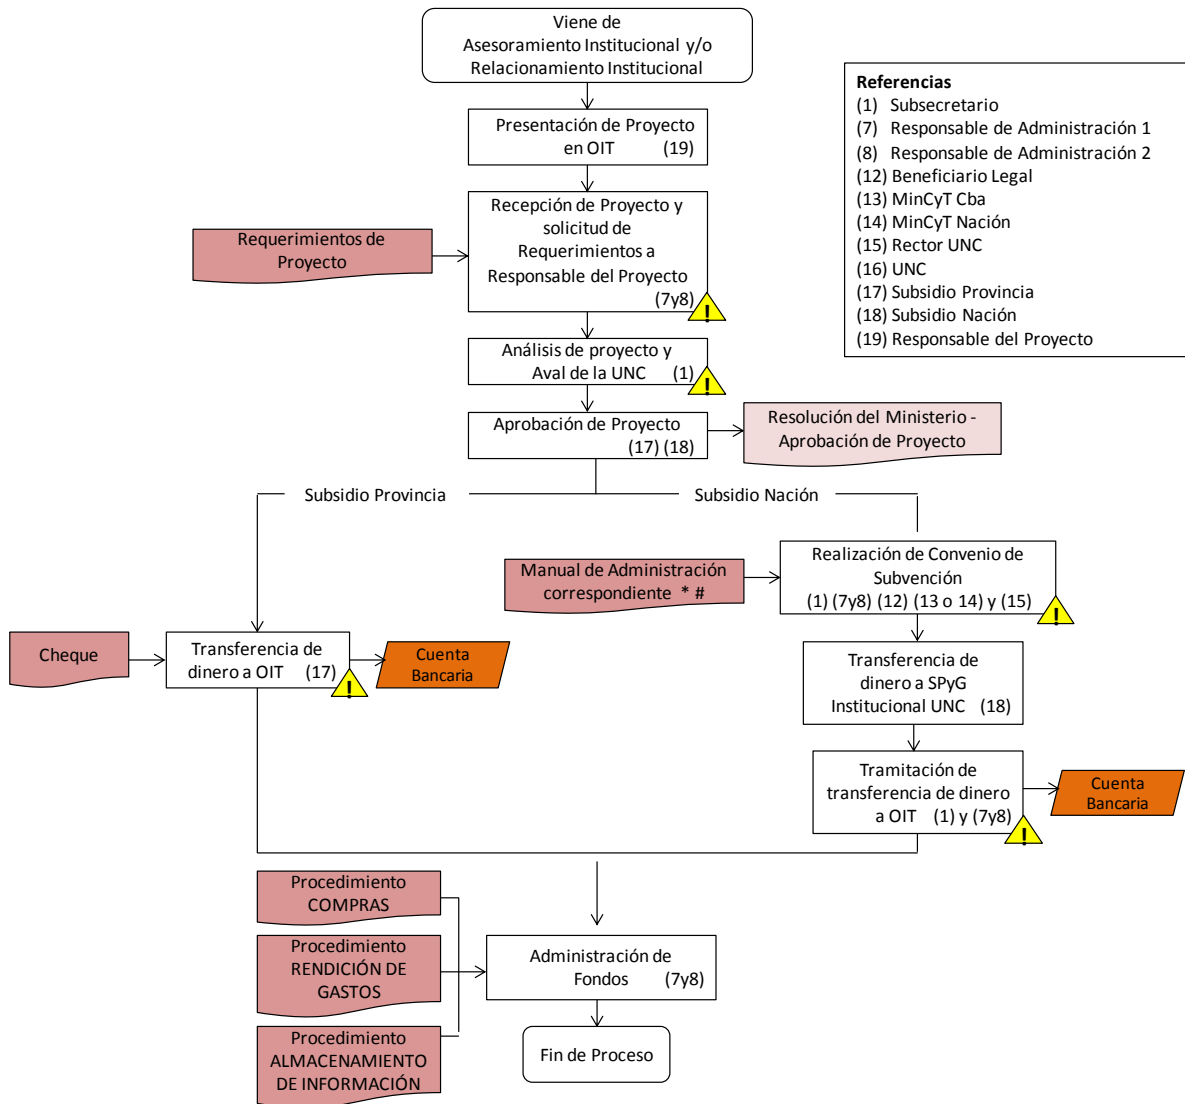 Viene de
Asesoramiento Institucional y/o
Relacionamiento Institucional
Referencias
(1) Subsecretario
(7) Responsable de Administración 1
(8) Responsable de Administración 2
(12) Beneficiario Legal
(13) MinCyT Cba
(14) MinCyT Nación
(15) Rector UNC
(16) UNC
(17) Subsidio Provincia
(18) Subsidio Nación
(19) Responsable del Proyecto
Presentación de Proyecto
en OIT (19)
Requerimientos de
Proyecto
Recepción de Proyecto y
solicitud de
Requerimientos a
Responsable del Proyecto
(7y8)
!
Análisis de proyecto y
Aval de la UNC (1)
!
Aprobación de Proyecto
(17) (18)
Resolución del Ministerio -
Aprobación de Proyecto
Subsidio Provincia
Subsidio Nación
Manual de Administración
correspondiente * #
Realización de Convenio de
Subvención
(1) (7y8) (12) (13 o 14) y (15)
!
Cheque
Transferencia de
dinero a OIT (17)
!
Cuenta
Bancaria
Transferencia de
dinero a SPyG
Institucional UNC (18)
Tramitación de
transferencia de dinero
a OIT (1) y (7y8)
!
Cuenta
Bancaria
Procedimiento
COMPRAS
Procedimiento
RENDICIÓN DE
GASTOS
Procedimiento
ALMACENAMIENTO
DE INFORMACIÓN
Administración de
Fondos (7y8)
Fin de Proceso